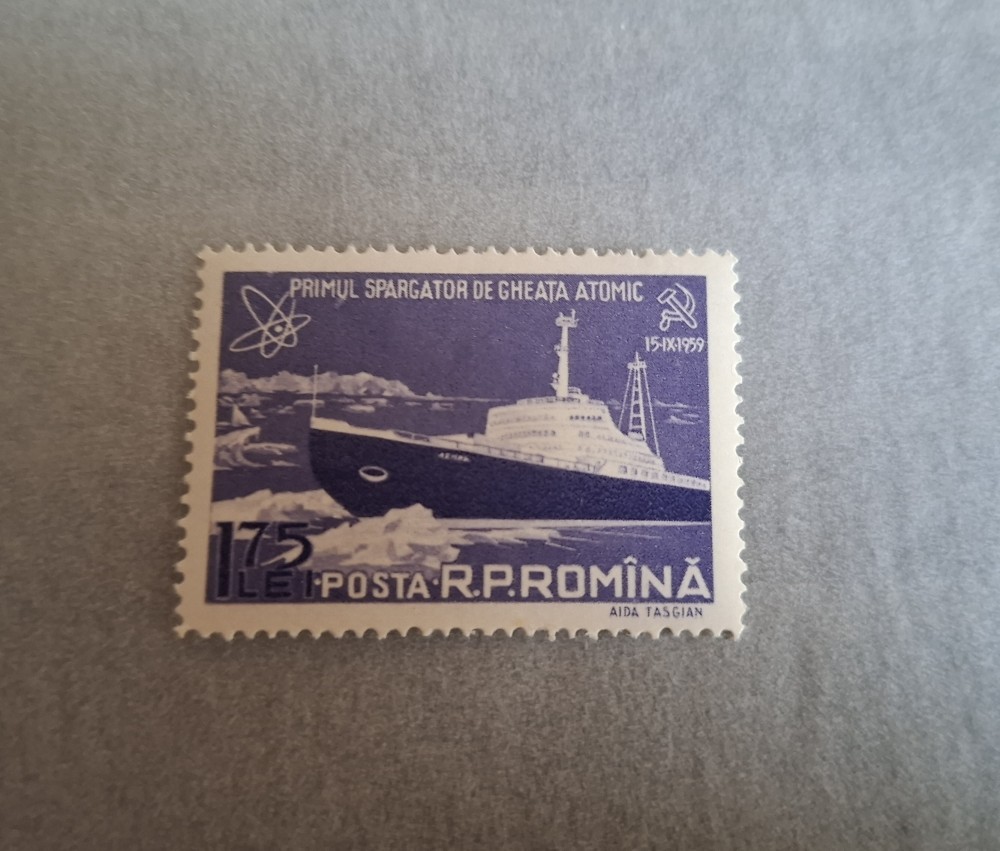 PRIMUL SPARGATOR DE GHEAȚA ATOMIC
15·IX·1959
1 75
LEI·POSTA·R.P.ROMÎNĂ
AIDA TASGIAN